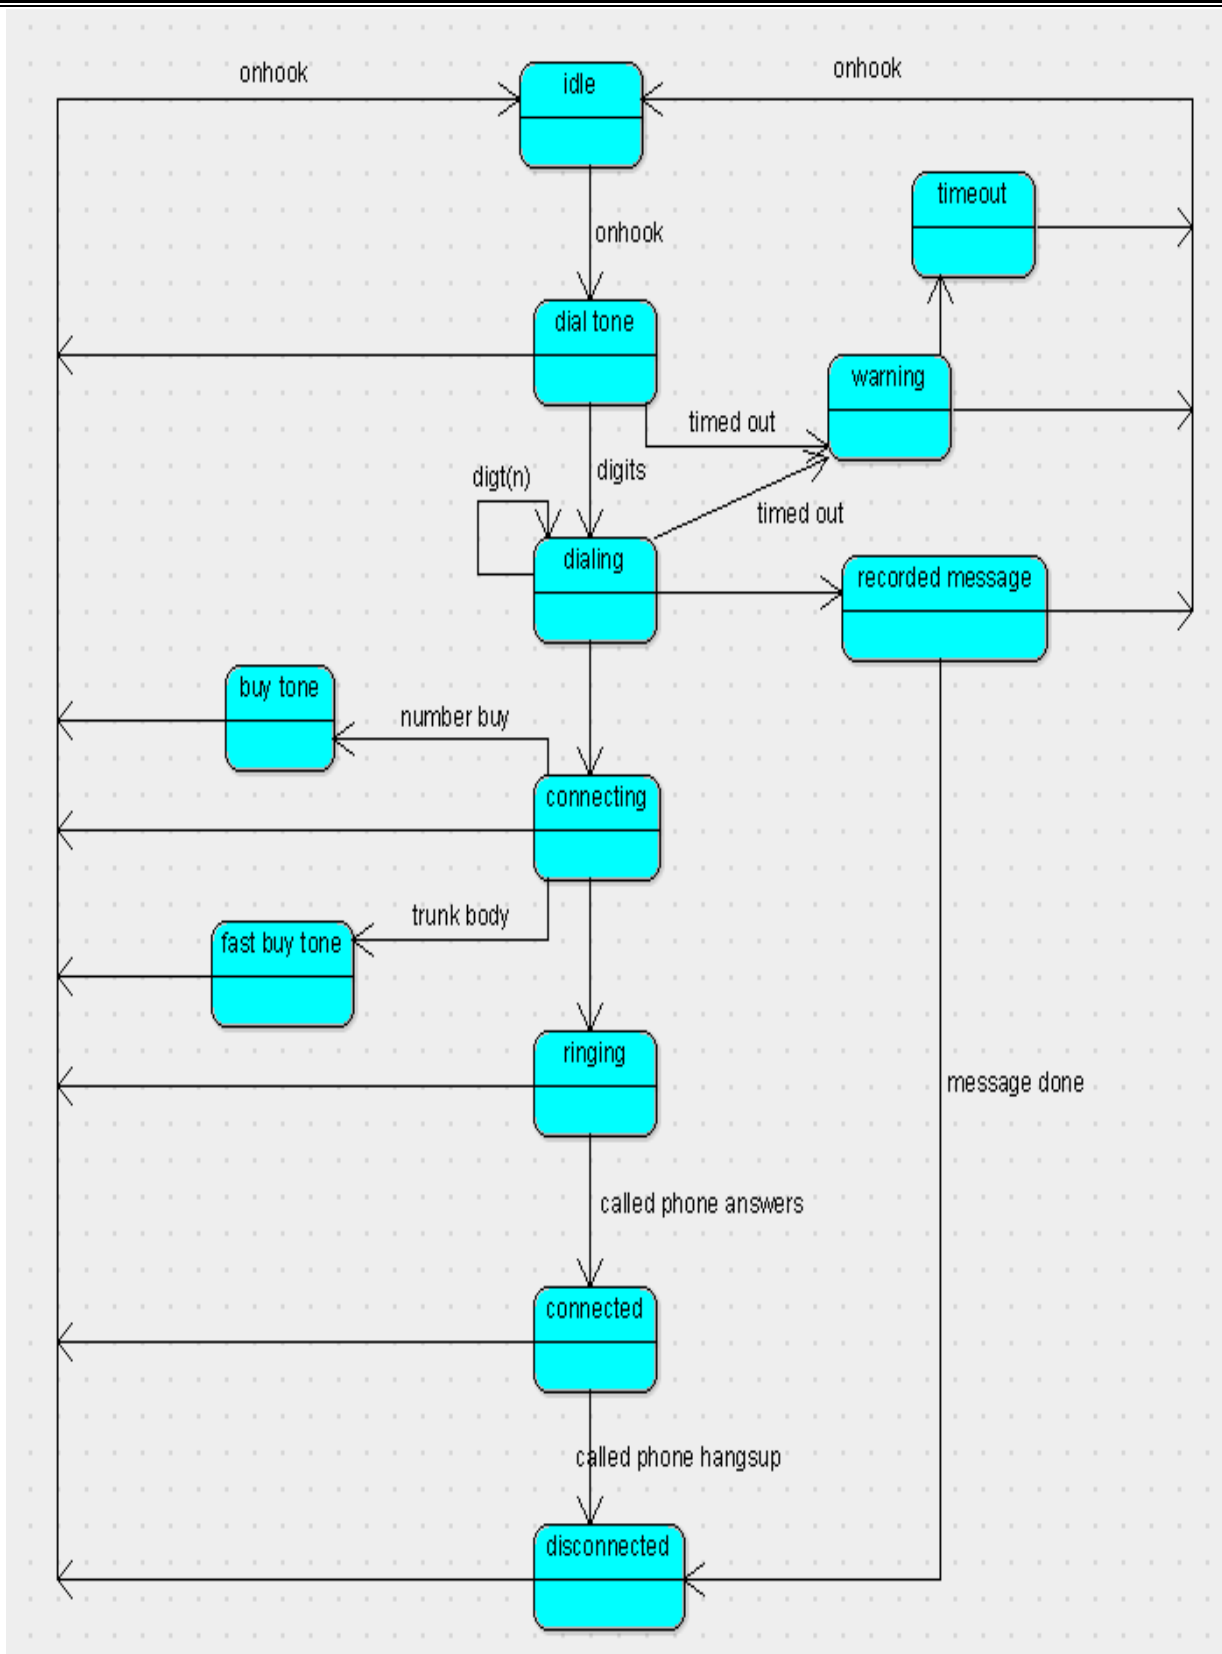 onhook
idle
onhook
timeout
onhook
dial tone
warning
timed out
digits
digt(n)
timed out
dialing
recorded message
buy tone
number buy
connecting
trunk body
fast buy tone
ringing
message done
called phone answers
connected
called phone hangsup
disconnected